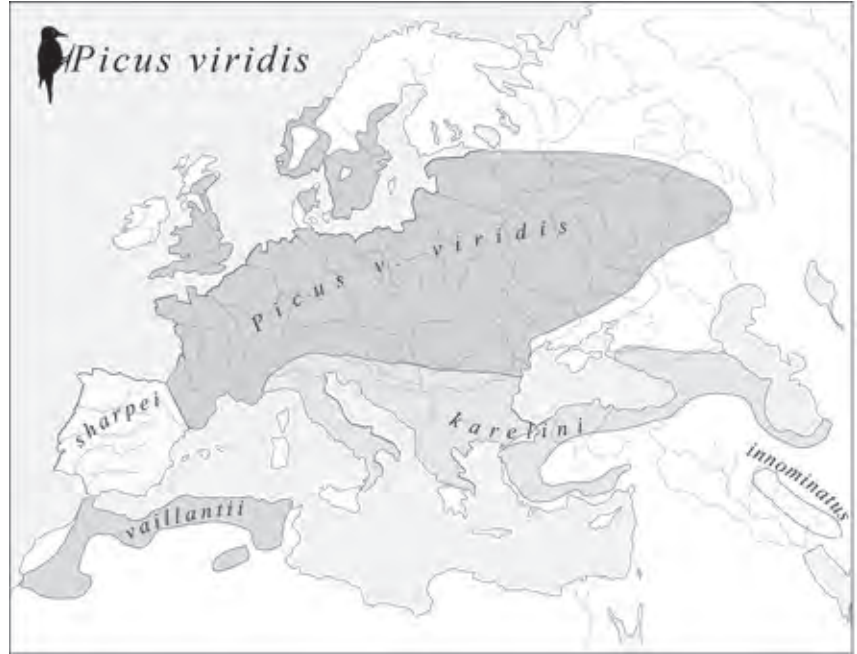 Picus viridis
Picus v. viridis
sharpei
karelini
innominatus
vaillantii